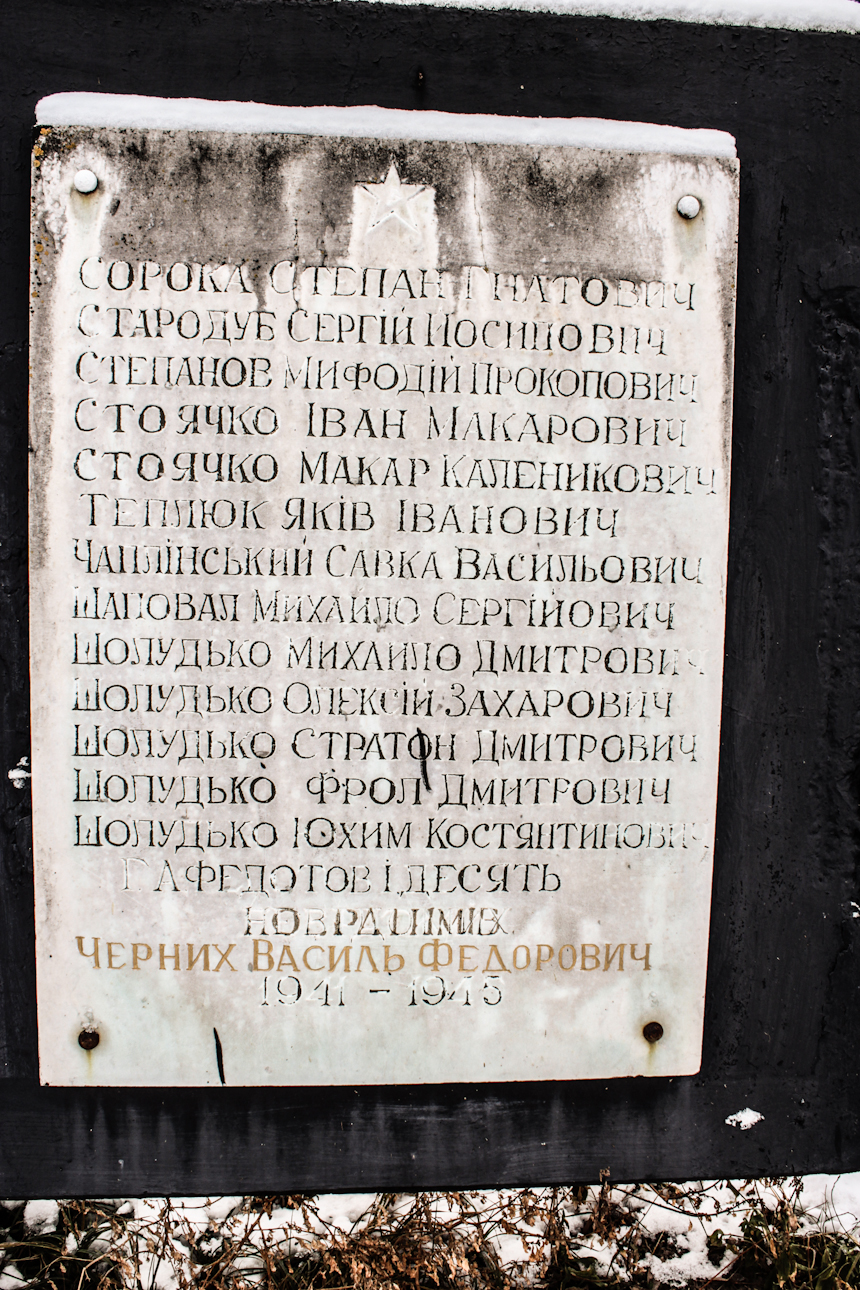 СОРОКА СТЕПАН ГНАТОВИЧ
СТАРОДУБ СЕРГІЙ ЙОСИПОВИЧ
СТЕПАНОВ МИФОДІЙ ПРОКОПОВИЧ
СТОЯЧКО ІВАН МАКАРОВИЧ
СТОЯЧКО МАКАР КАЛЕНИКОВИЧ
ТЕПЛЮК ЯКІВ ІВАНОВИЧ
ЧАПЛІНСЬКИЙ САВКА ВАСИЛЬОВИЧ
ШАПОВАЛ МИХАЙЛО СЕРГІЙОВИЧ
ШОЛУДЬКО МИХАЙЛО ДМИТРОВИЧ
ШОЛУДЬКО ОЛЕКСІЙ ЗАХАРОВИЧ
ШОЛУДЬКО СТРАТОН ДМИТРОВИЧ
ШОЛУДЬКО ФРОЛ ДМИТРОВИЧ
ШОЛУДЬКО ЮХИМ КОСТЯНТИНОВИЧ
Г.А.ФЕДОТОВ І ДЕСЯТЬ
ЧЕРНИХ ВАСИЛЬ ФЕДОРОВИЧ
1941 - 1945